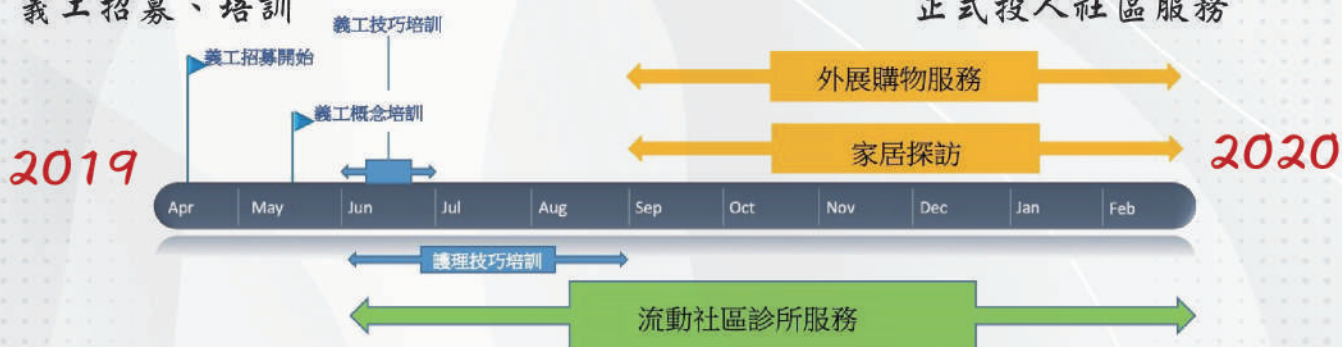 義工招募、培訓
正式投入社區服務
義工技巧培訓
義工招募開始
外展購物服務
義工概念培訓
家居探訪
2019
2020
Apr May Jun Jul Aug Sep Oct Nov Dec Jan Feb
護理技巧培訓
流動社區診所服務